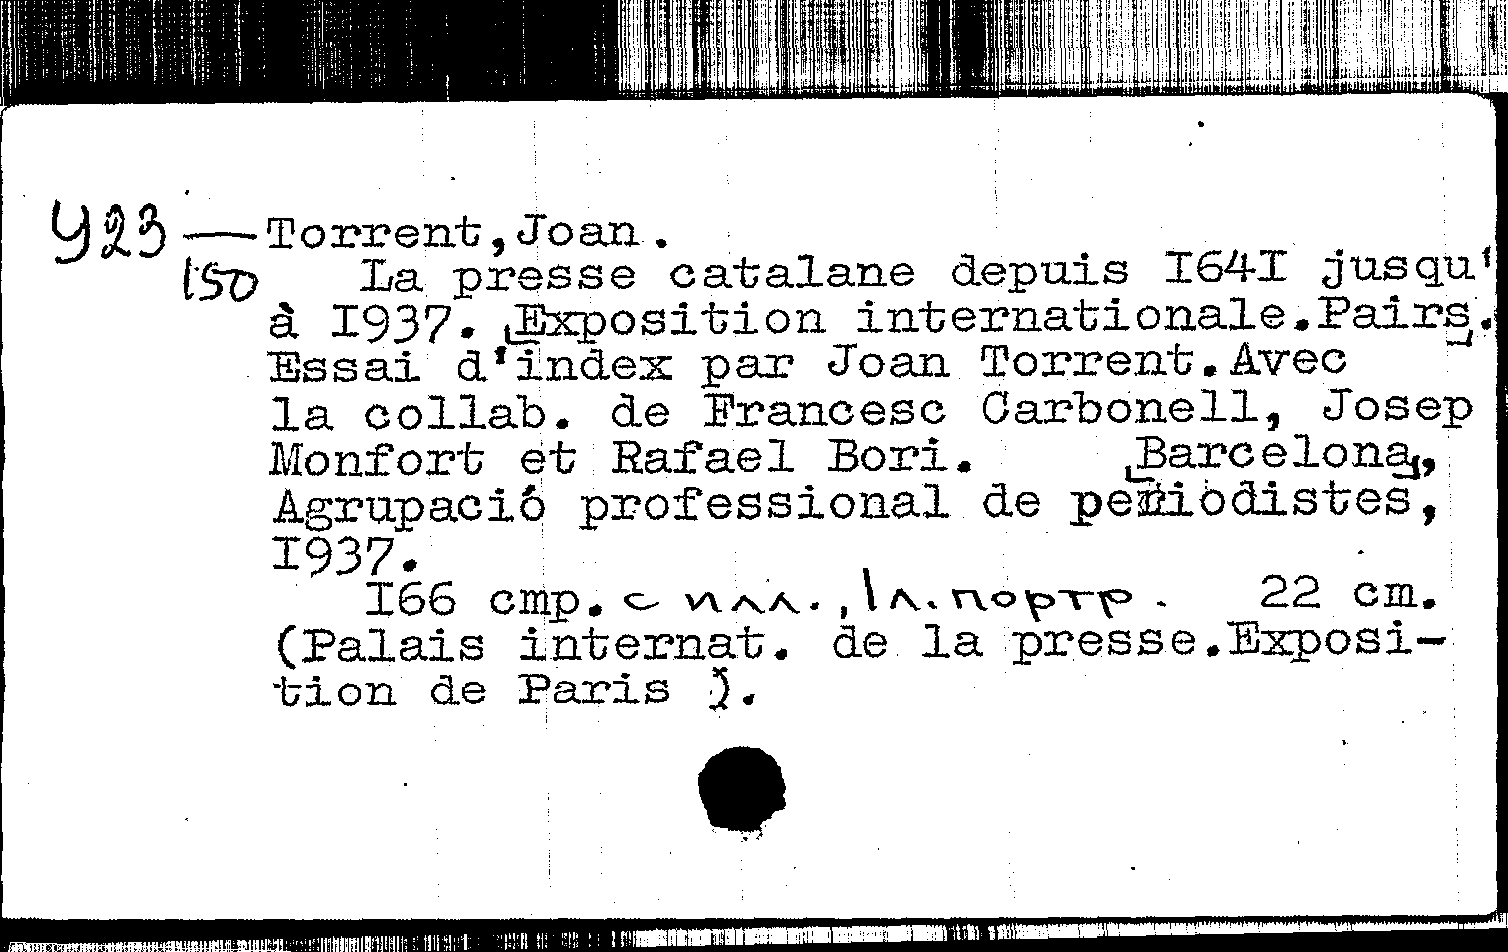 У23 — Torrent, Joan.
150 La presse catalane depuis I64I jusqu'
à I937. [Exposition internationale.Pairs].
Essai d'index par Joan Torrent. Avec
la collab. de Francesc Carbonell, Josep
Monfort et Rafael Bori. [Barcelona],
Agrupació professional de periodistes,
I937.
I66 cmp. с илл., 1 л. портр. 22 cm.
(Palais internat. de la presse. Exposi-
tion de Paris ).